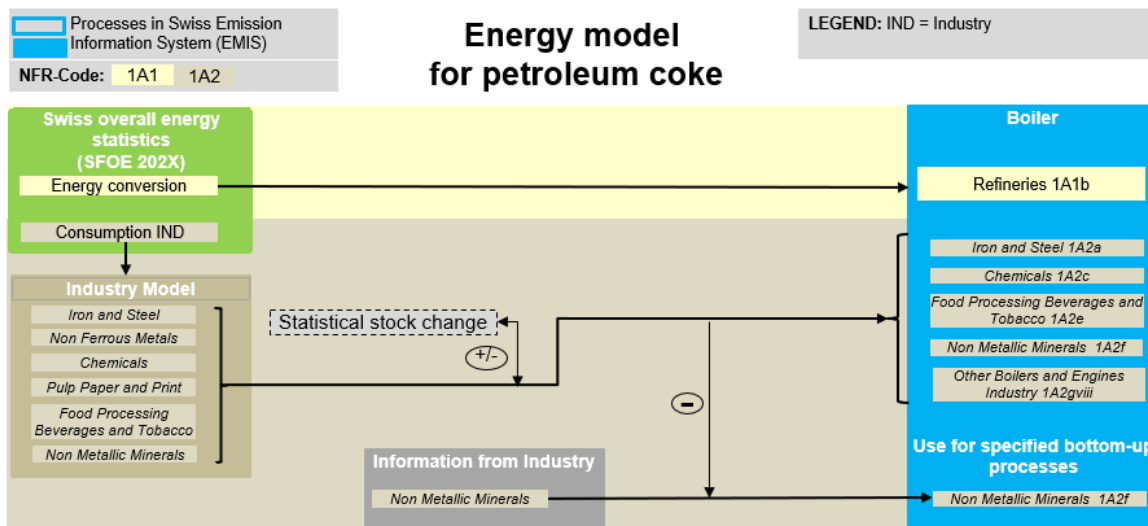 Processes in Swiss Emission
Information System (EMIS)
NFR-Code: 1A1 1A2
Energy model
for petroleum coke
LEGEND: IND = Industry
Swiss overall energy
statistics
(SFOE 202X)
Energy conversion
Consumption IND
Industry Model
Iron and Steel
Non Ferrous Metals
Chemicals
Pulp Paper and Print
Food Processing
Beverages and Tobacco
Non Metallic Minerals
Statistical stock change
+/-
-
Information from Industry
Non Metallic Minerals
Boiler
Refineries 1A1b
Iron and Steel 1A2a
Chemicals 1A2c
Food Processing Beverages and
Tobacco 1A2e
Non Metallic Minerals 1A2f
Other Boilers and Engines
Industry 1A2gviii
Use for specified bottom-up
processes
Non Metallic Minerals 1A2f